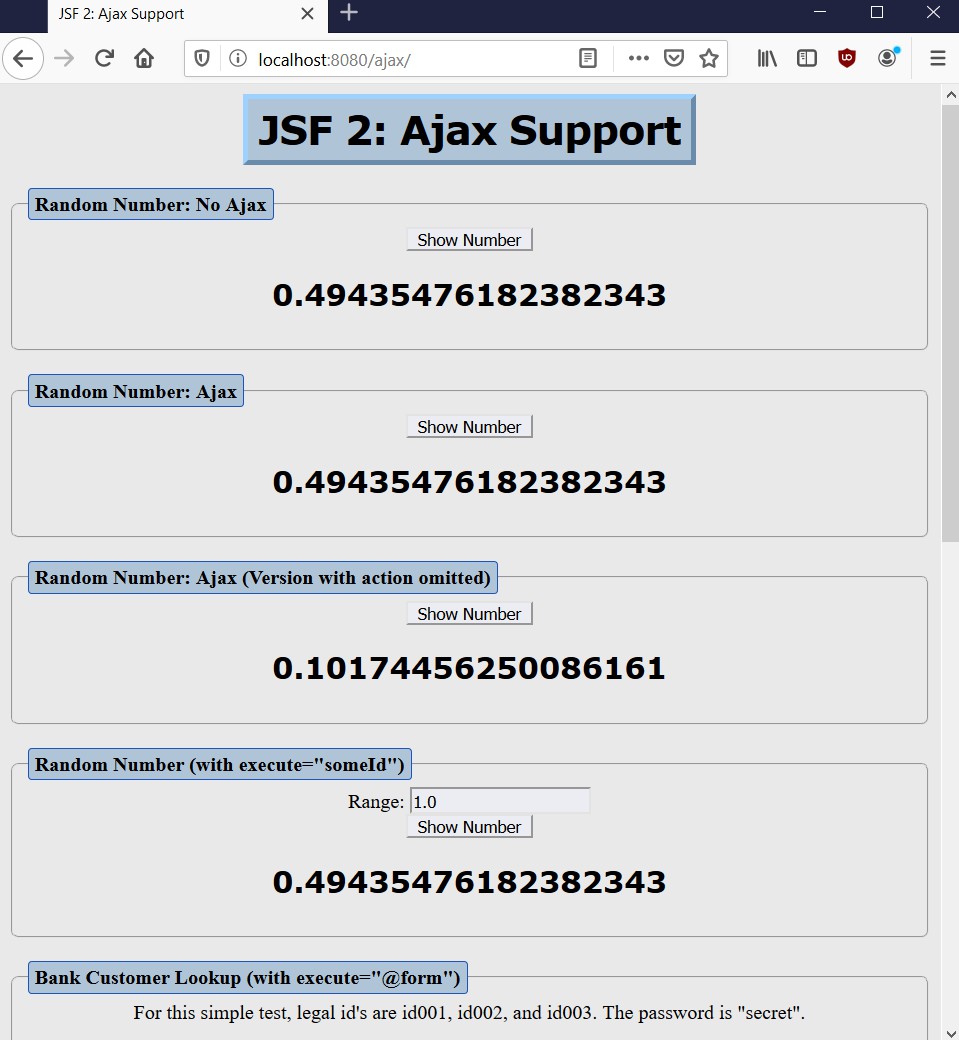 JSF 2: Ajax Support
localhost:8080/ajax/
JSF 2: Ajax Support
Random Number: No Ajax
Show Number
0.49435476182382343
Random Number: Ajax
Show Number
0.49435476182382343
Random Number: Ajax (Version with action omitted)
Show Number
0.10174456250086161
Random Number (with execute="someId")
Range: 1.0
Show Number
0.49435476182382343
Bank Customer Lookup (with execute="@form")
For this simple test, legal id's are id001, id002, and id003. The password is "secret".